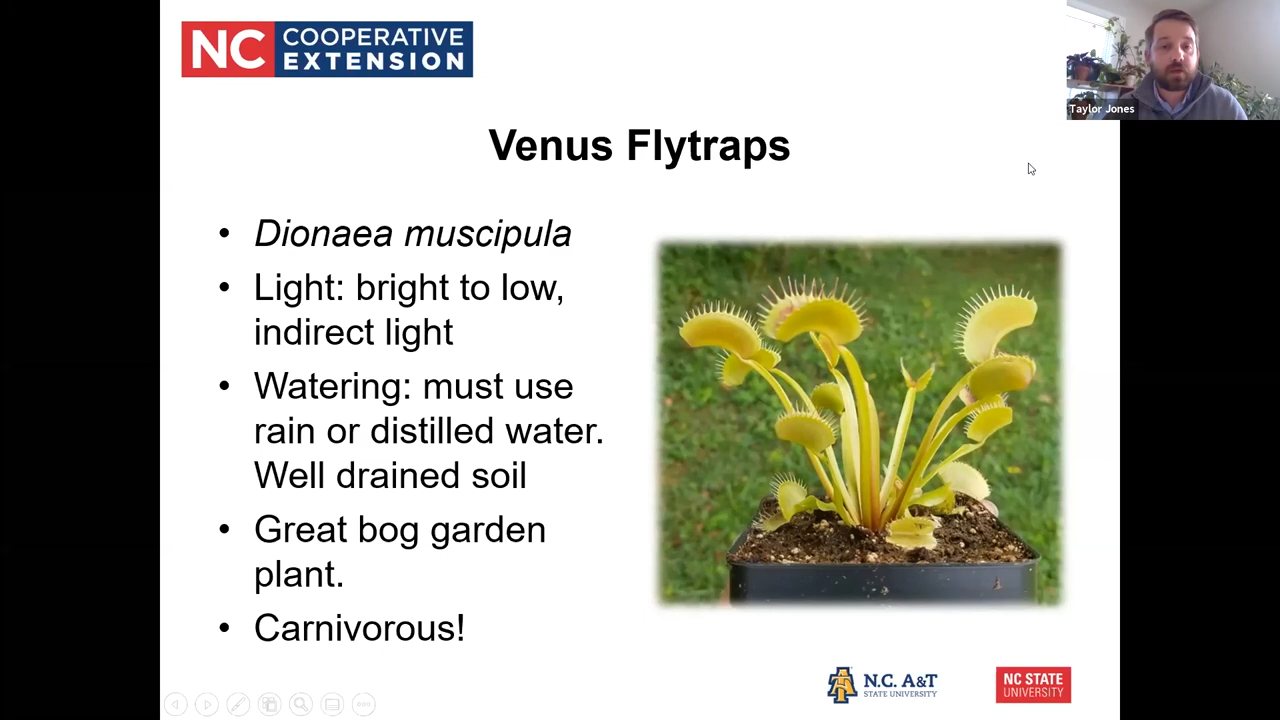 NC COOPERATIVE
EXTENSION
Taylor Jones
Venus Flytraps
• Dionaea muscipula
• Light: bright to low,
indirect light
• Watering: must use
rain or distilled water.
Well drained soil
• Great bog garden
plant.
• Carnivorous!
N.C. A&T
STATE UNIVERSITY
NC STATE
UNIVERSITY